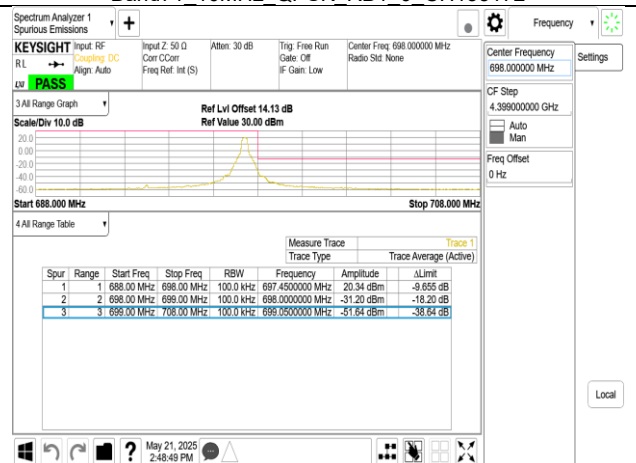 Spectrum Analyzer 1
Spurious Emissions
Frequency
KEYSIGHT
RL
Align: Auto
LXI PASS
Input: RF
Coupling: DC
Input Z: 50 Ω
Corr CCorr
Freq Ref: Int (S)
Atten: 30 dB
Trig: Free Run
Gate: Off
IF Gain: Low
Center Freq: 698.000000 MHz
Radio Std: None
Center Frequency
698.000000 MHz
Settings
CF Step
4.399000000 GHz
Auto
Man
Freq Offset
0 Hz
3 All Range Graph
Scale/Div 10.0 dB
Ref Lvl Offset 14.13 dB
Ref Value 30.00 dBm
20.0
0.00
-20.0
-40.0
-60.0
Start 688.000 MHz
Stop 708.000 MHz
4 All Range Table
Measure Trace Trace 1
Trace Type Trace Average (Active)
Spur Range Start Freq Stop Freq RBW Frequency Amplitude ΔLimit
1 1 688.00 MHz 698.00 MHz 100.0 kHz 697.4500000 MHz 20.34 dBm -9.655 dB
2 2 698.00 MHz 699.00 MHz 100.0 kHz 698.0000000 MHz -31.20 dBm -18.20 dB
3 3 699.00 MHz 708.00 MHz 100.0 kHz 699.0500000 MHz -51.64 dBm -38.64 dB
Local
May 21, 2025
2:48:49 PM